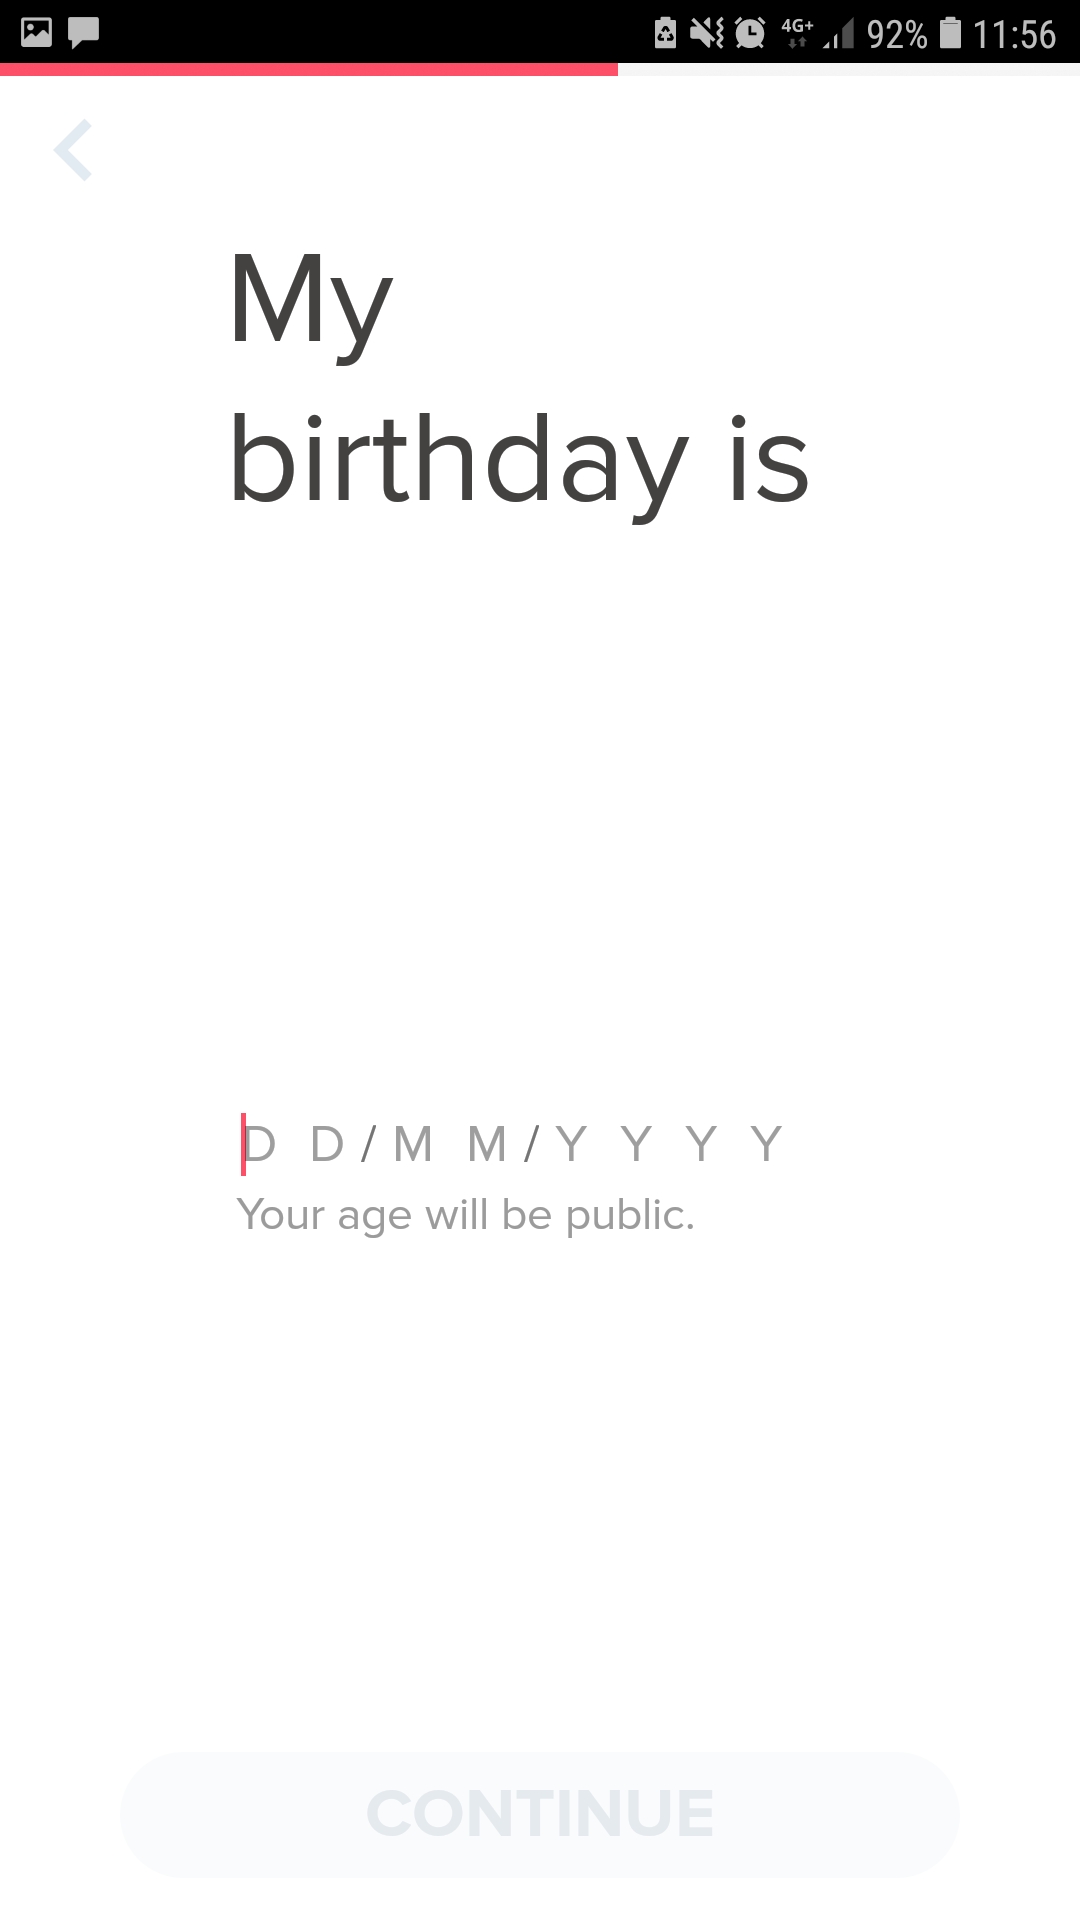 4G+ 92% 11:56
My
birthday is
D D / M M / Y Y Y Y
Your age will be public.
CONTINUE